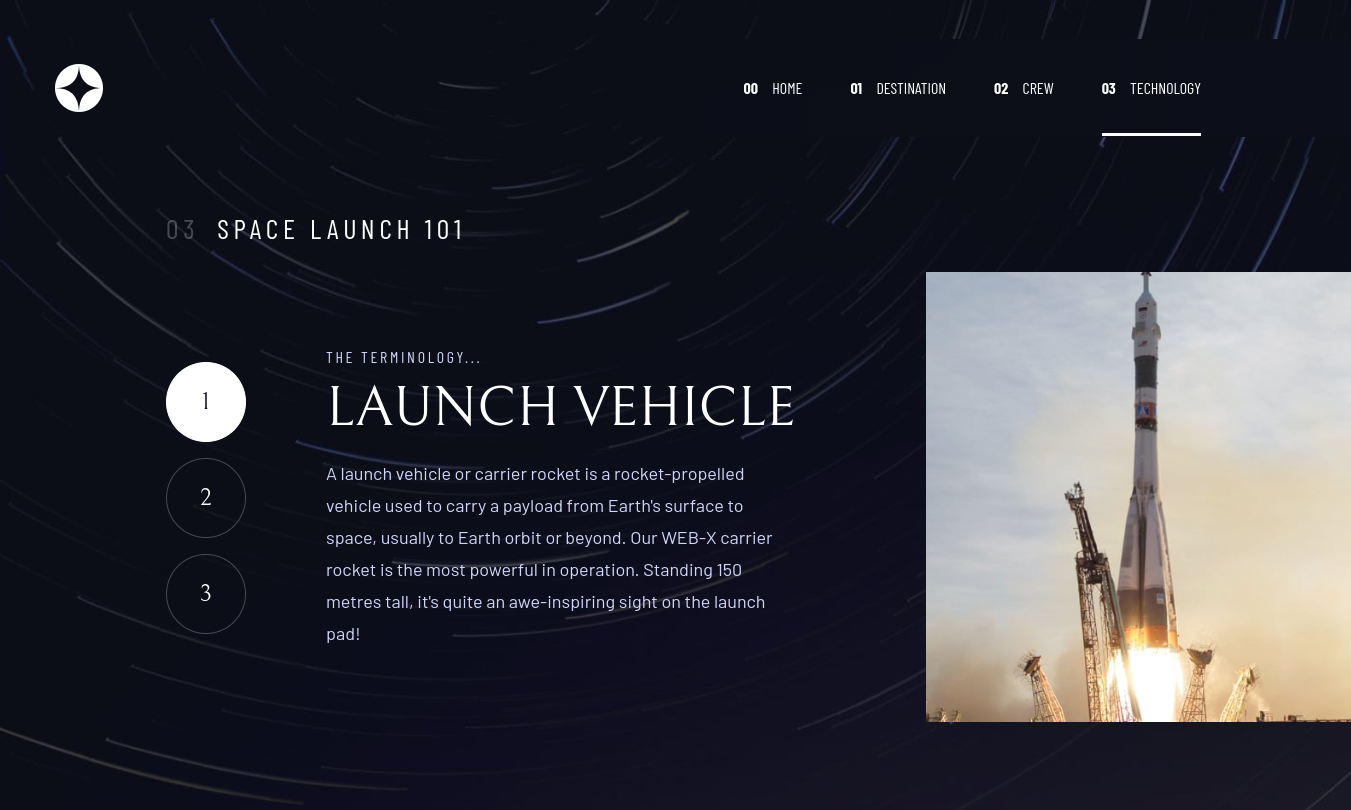 00 HOME 01 DESTINATION 02 CREW 03 TECHNOLOGY
03 SPACE LAUNCH 101
THE TERMINOLOGY...
1
LAUNCH VEHICLE
A launch vehicle or carrier rocket is a rocket-propelled
vehicle used to carry a payload from Earth's surface to
2
space, usually to Earth orbit or beyond. Our WEB-X carrier
rocket is the most powerful in operation. Standing 150
3
metres tall, it's quite an awe-inspiring sight on the launch
pad!